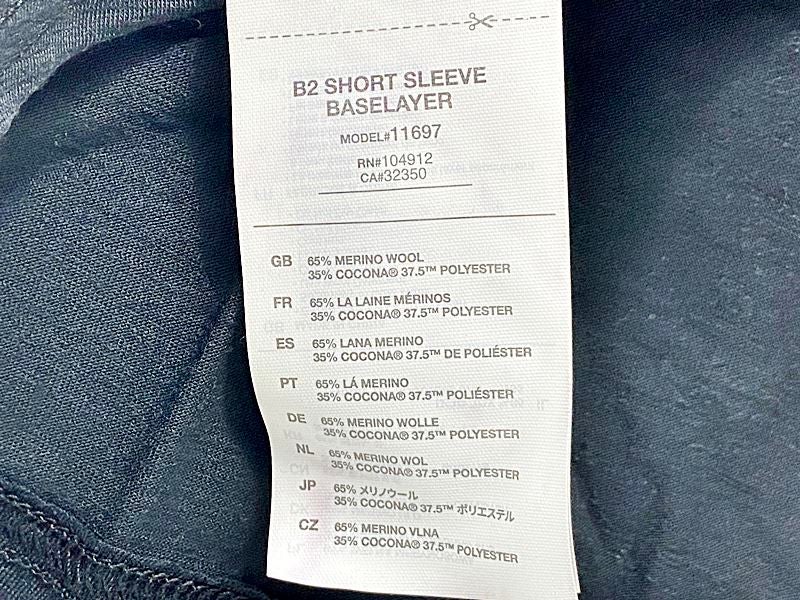 B2 SHORT SLEEVE
BASELAYER
MODEL#11697
RN#104912
CA#32350
GB 65% MERINO WOOL
35% COCONA® 37.5™ POLYESTER
FR 65% LA LAINE MÉRINOS
35% COCONA® 37.5™ POLYESTER
ES 65% LANA MERINO
35% COCONA® 37.5™ DE POLIÉSTER
PT 65% LÁ MERINO
35% COCONA® 37.5™ POLIÉSTER
DE 65% MERINO WOLLE
35% COCONA® 37.5™ POLYESTER
NL 65% MERINO WOL
35% COCONA® 37.5™ POLYESTER
JP 65% メリノウール
35% COCONA® 37.5™ ポリエステル
CZ 65% MERINO VLNA
35% COCONA® 37.5™ POLYESTER